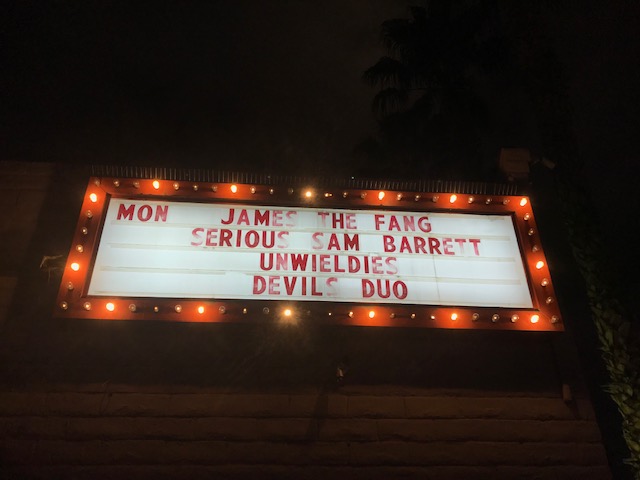 MON JAMES THE FANG
SERIOUS SAM BARRETT
UNWIELDIES
DEVILS DUO